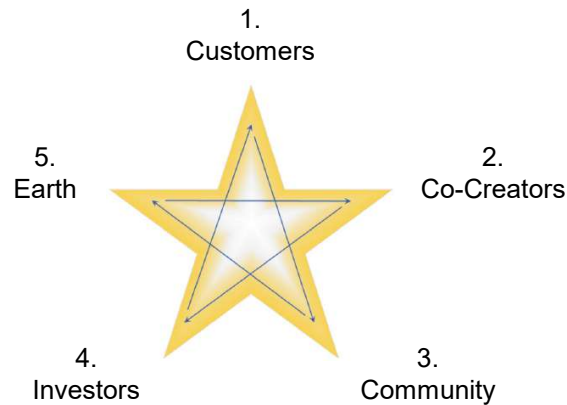 1.
Customers
5.
Earth
2.
Co-Creators
4.
Investors
3.
Community